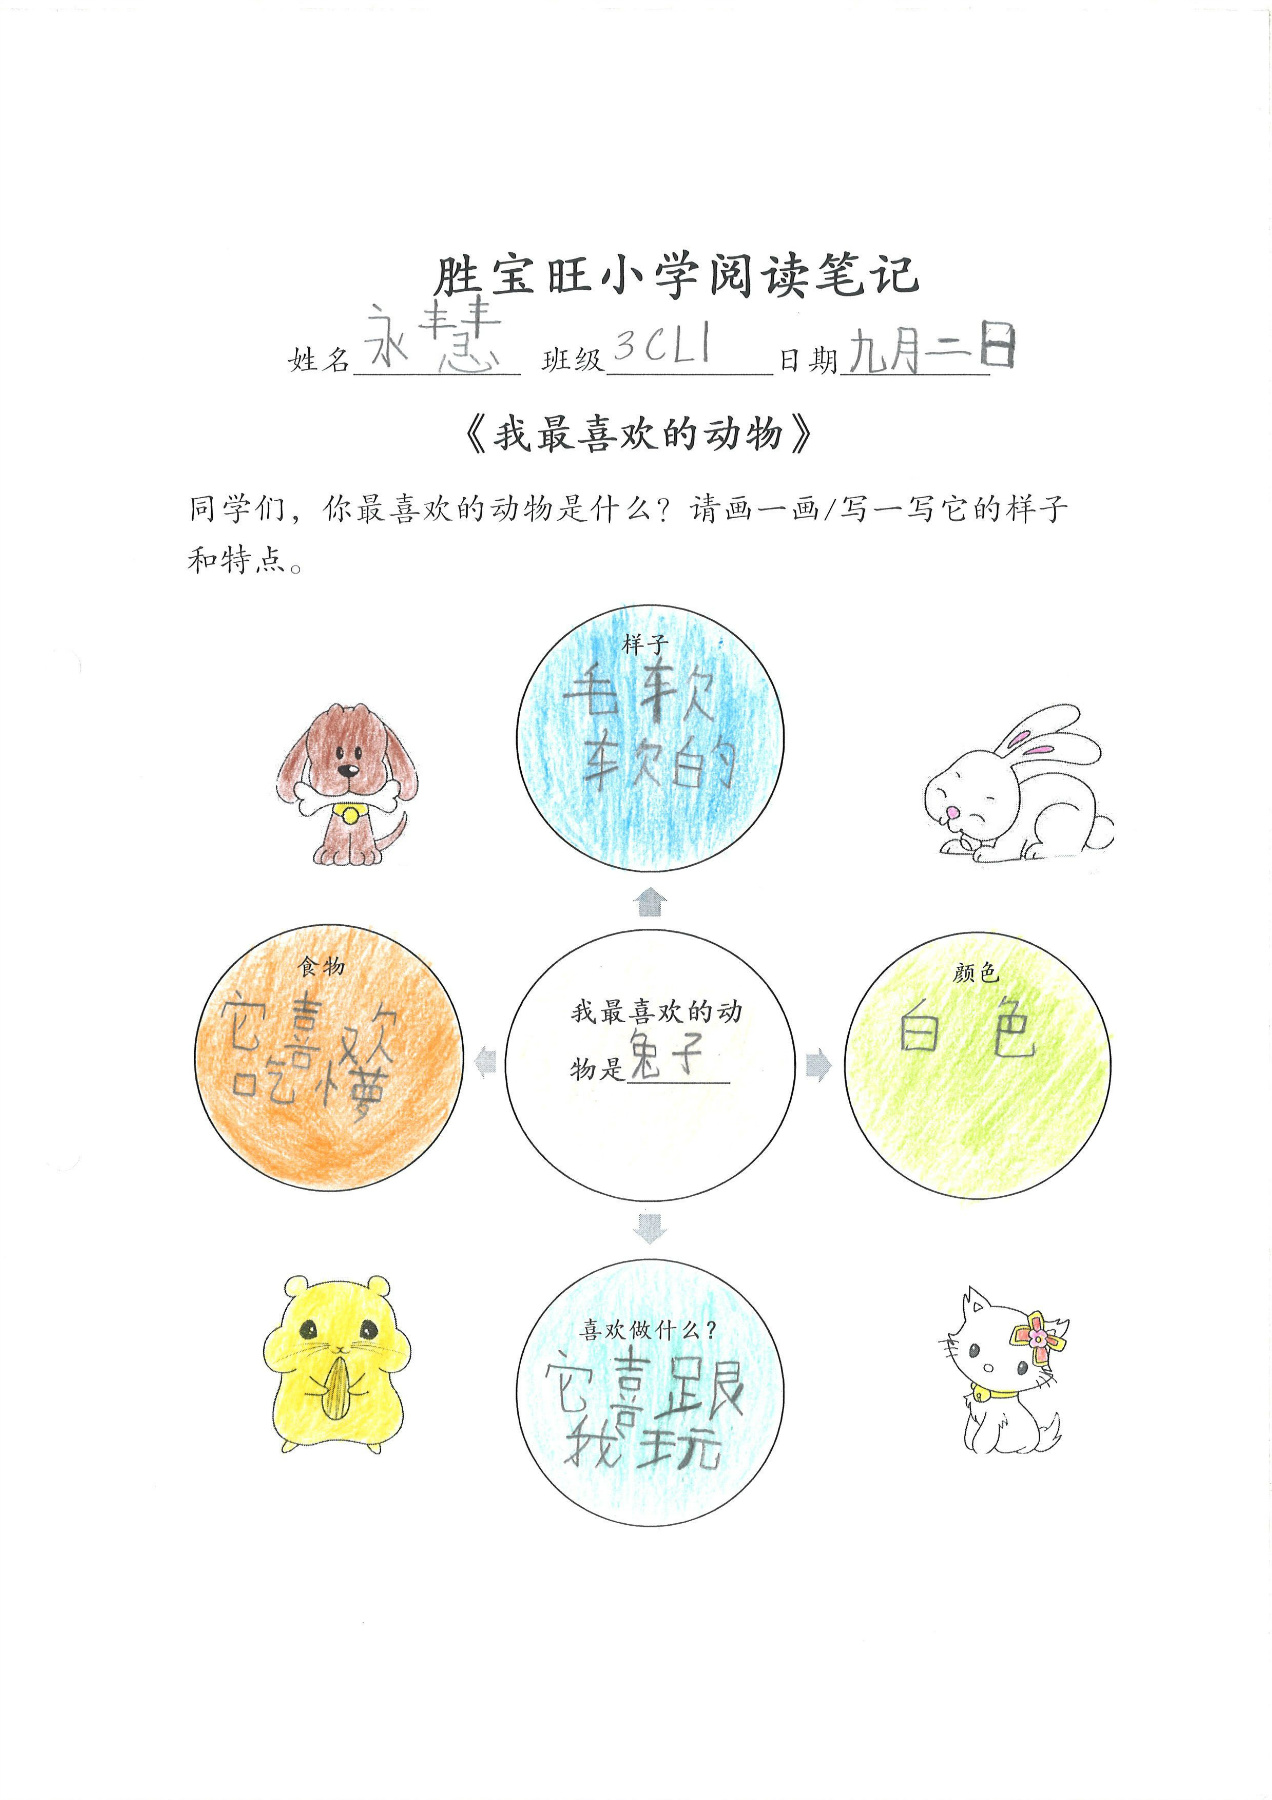 胜宝旺小学阅读笔记
姓名 永慧 班级 3CL1 日期 九月二日
《我最喜欢的动物》
同学们，你最喜欢的动物是什么？请画一画/写一写它的样子
和特点。
样子
毛软
软的
食物
它喜欢
吃
我最喜欢的动
物是兔子
颜色
白色
喜欢做什么？
它喜跟
我玩